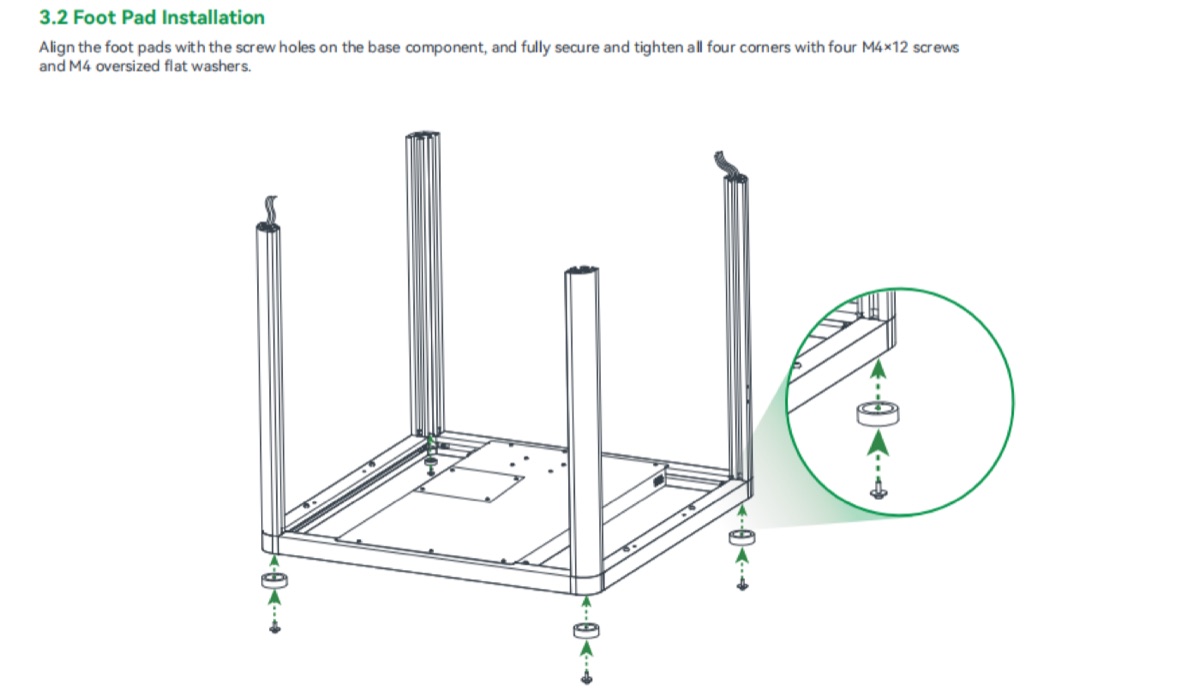 3.2 Foot Pad Installation
Align the foot pads with the screw holes on the base component, and fully secure and tighten all four corners with four M4×12 screws
and M4 oversized flat washers.